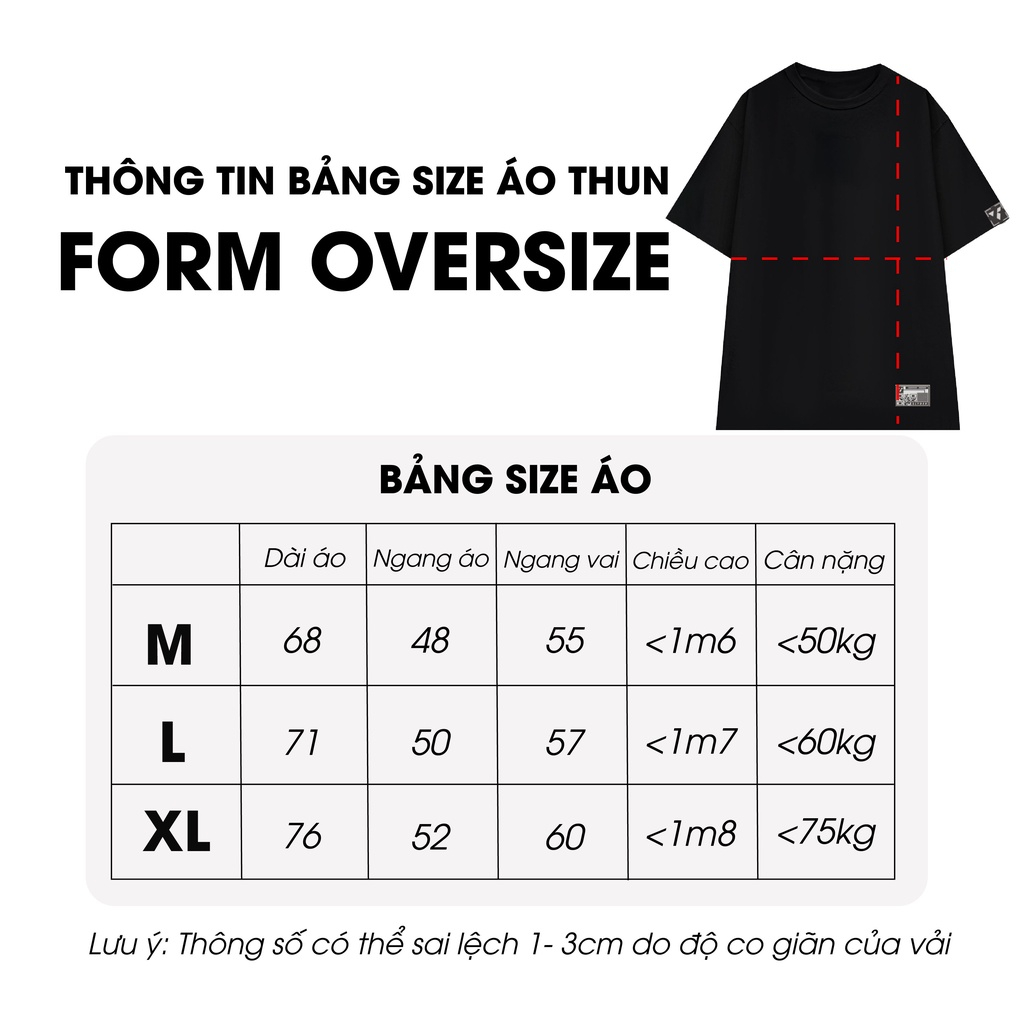 THÔNG TIN BẢNG SIZE ÁO THUN
FORM OVERSIZE
BẢNG SIZE ÁO
Dài áo Ngang áo Ngang vai Chiều cao Cân nặng
M 68 48 55 <1m6 <50kg
L 71 50 57 <1m7 <60kg
XL 76 52 60 <1m8 <75kg
Lưu ý: Thông số có thể sai lệch 1- 3cm do độ co giãn của vải